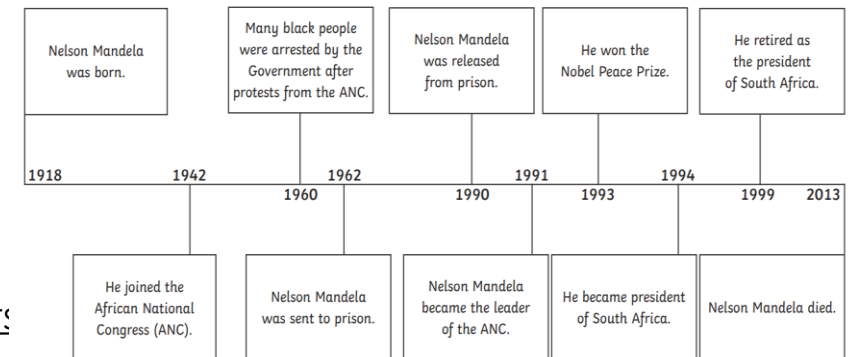 Nelson Mandela
was born.
Many black people
were arrested by the
Government after
protests from the ANC.
Nelson Mandela
was released
from prison.
He won the
Nobel Peace Prize.
He retired as
the president
of South Africa.
1918
1942
1962
1991
1994
1960
1990
1993
1999
2013
He joined the
African National
Congress (ANC).
Nelson Mandela
was sent to prison.
Nelson Mandela
became the leader
of the ANC.
He became president
of South Africa.
Nelson Mandela died.